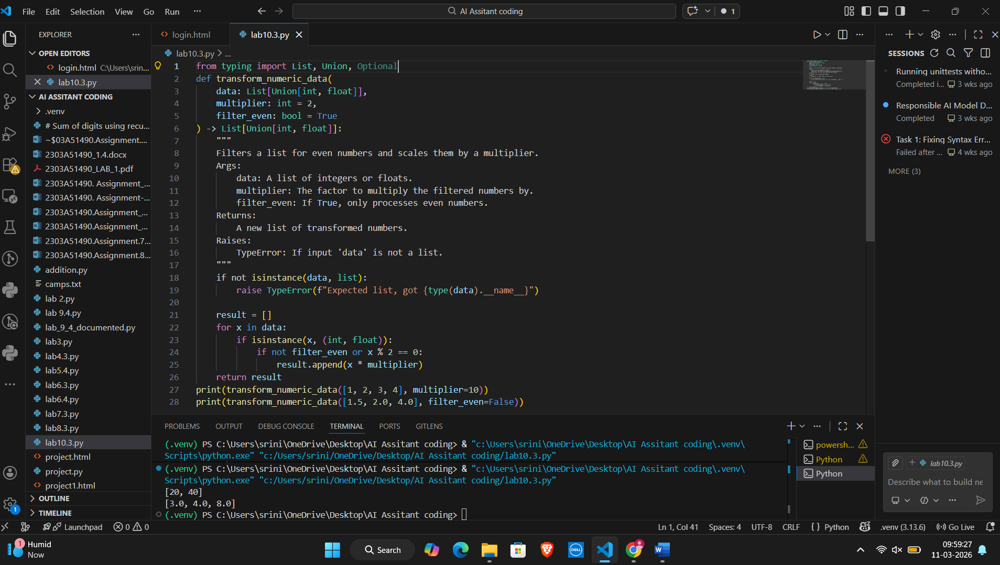 File Edit Selection View Go Run ···
AI Assitant coding
1
EXPLORER
OPEN EDITORS
login.html C:\Users\srin...
lab10.3.py
AI ASSITANT CODING
.venv
# Sum of digits using recu...
~$03A51490.Assignment....
2303A51490_1.4.docx
2303A51490_LAB_1.pdf
2303A51490. Assignment_...
2303A51490. Assignment-...
2303A51490.Assignment_...
2303A51490.Assignment_...
2303A51490.Assignment.7...
2303A51490.Assignment.8...
addition.py
camps.txt
lab 2.py
lab 9.4.py
lab_9_4_documented.py
lab3.py
lab4.3.py
lab5.4.py
lab6.3.py
lab6.4.py
lab7.3.py
lab8.3.py
lab10.3.py
project.html
project.py
project1.html
OUTLINE
TIMELINE
login.html
lab10.3.py
lab10.3.py > ...
1 from typing import List, Union, Optional
2 def transform_numeric_data(
3     data: List[Union[int, float]],
4     multiplier: int = 2,
5     filter_even: bool = True
6 ) -> List[Union[int, float]]:
7     """
8     Filters a list for even numbers and scales them by a multiplier.
9     Args:
10         data: A list of integers or floats.
11         multiplier: The factor to multiply the filtered numbers by.
12         filter_even: If True, only processes even numbers.
13     Returns:
14         A new list of transformed numbers.
15     Raises:
16         TypeError: If input 'data' is not a list.
17     """
18     if not isinstance(data, list):
19         raise TypeError(f"Expected list, got {type(data).__name__}")
20
21     result = []
22     for x in data:
23         if isinstance(x, (int, float)):
24             if not filter_even or x % 2 == 0:
25                 result.append(x * multiplier)
26     return result
27 print(transform_numeric_data([1, 2, 3, 4], multiplier=10))
28 print(transform_numeric_data([1.5, 2.0, 4.0], filter_even=False))
PROBLEMS OUTPUT DEBUG CONSOLE TERMINAL PORTS GITLENS
(.venv) PS C:\Users\srini\OneDrive\Desktop\AI Assitant coding> & "c:\Users\srini\OneDrive\Desktop\AI Assitant coding\.venv\
Scripts\python.exe" "c:/Users/srini/OneDrive/Desktop/AI Assitant coding/lab10.3.py"
(.venv) PS C:\Users\srini\OneDrive\Desktop\AI Assitant coding> & "c:\Users\srini\OneDrive\Desktop\AI Assitant coding\.venv\
Scripts\python.exe" "c:/Users/srini/OneDrive/Desktop/AI Assitant coding/lab10.3.py"
[20, 40]
[3.0, 4.0, 8.0]
(.venv) PS C:\Users\srini\OneDrive\Desktop\AI Assitant coding>
powersh...
Python
Python
SESSIONS
Running unittests witho...
Completed i... 3 wks ago
Responsible AI Model D...
Completed 3 wks ago
Task 1: Fixing Syntax Err...
Failed after ... 4 wks ago
MORE (3)
lab10.3.py
Describe what to build ne
1
Launchpad 0 0
Ln 1, Col 41 Spaces: 4 UTF-8 CRLF { } Python .venv (3.13.6) Go Live
1
Humid
Now
Search
DELL
09:59:27
11-03-2026